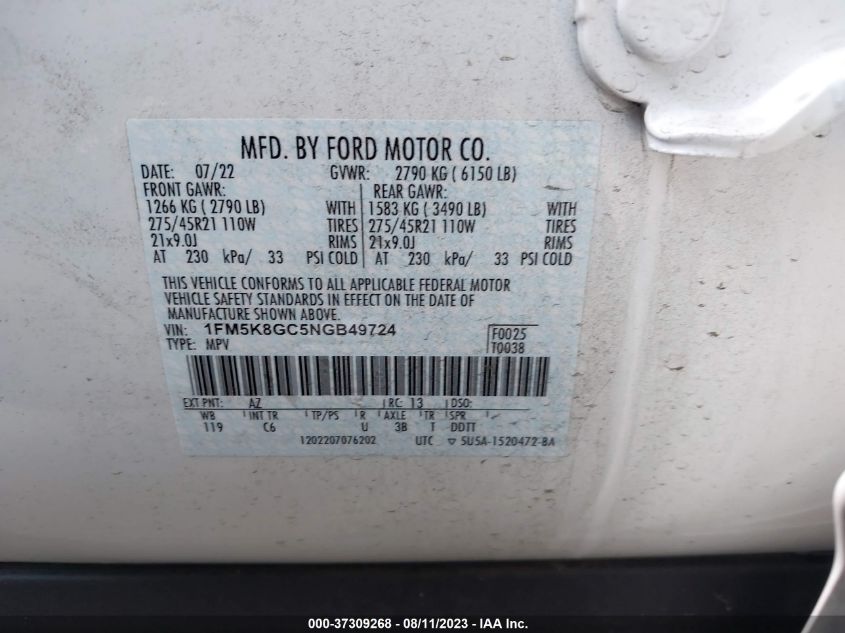 MFD. BY FORD MOTOR CO.
DATE: 07/22 GVWR: 2790 KG ( 6150 LB)
FRONT GAWR: REAR GAWR:
1266 KG ( 2790 LB) WITH 1583 KG ( 3490 LB) WITH
275/45R21 110W TIRES 275/45R21 110W TIRES
21x9.0J RIMS 21x9.0J RIMS
AT 230 kPa/ 33 PSI COLD AT 230 kPa/ 33 PSI COLD
THIS VEHICLE CONFORMS TO ALL APPLICABLE FEDERAL MOTOR
VEHICLE SAFETY STANDARDS IN EFFECT ON THE DATE OF
MANUFACTURE SHOWN ABOVE.
VIN: 1FM5K8GC5NGB49724 F0025
TYPE: MPV T0038
EXT PNT: AZ RC: 13 DSO:
WB INT TR TP/PS R AXLE TR SPR
119 C6 U 3B T DDTT
1202207076202 UTC ▽ 5U5A-1520472-BA
000-37309268 - 08/11/2023 - IAA Inc.